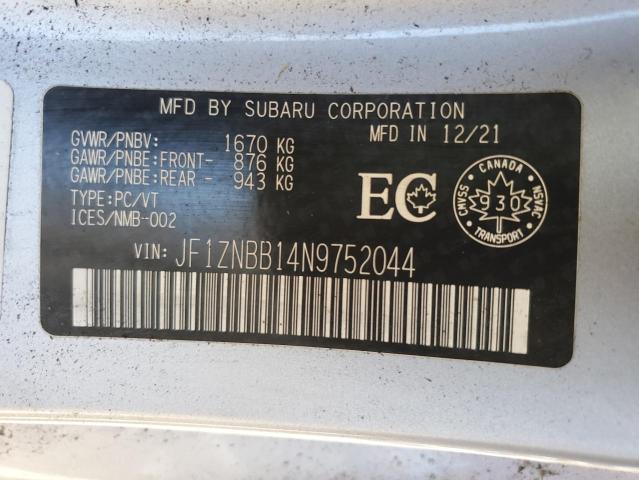 MFD BY SUBARU CORPORATION
GVWR/PNBV: 1670 KG MFD IN 12/21
GAWR/PNBE:FRONT- 876 KG
GAWR/PNBE:REAR - 943 KG
TYPE:PC/VT
ICES/NMB-002
EC
CANADA
CMVSS 930 NSVAC
TRANSPORT
VIN: JF1ZNBB14N9752044